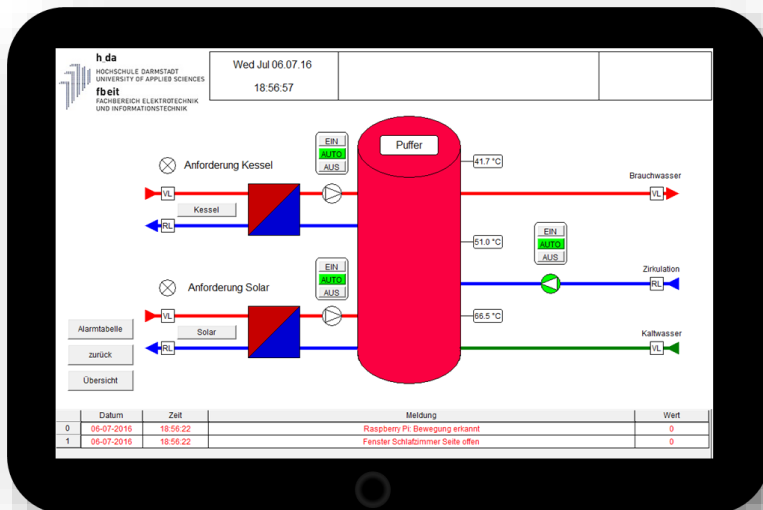 h_da
HOCHSCHULE DARMSTADT
UNIVERSITY OF APPLIED SCIENCES
fbeit
FACHBEREICH ELEKTROTECHNIK
UND INFORMATIONSTECHNIK
Wed Jul 06.07.16
18:56:57
EIN
AUTO
AUS
Puffer
41.7 °C
Anforderung Kessel
Brauchwasser
VL
VL
Kessel
RL
51.0 °C
EIN
AUTO
AUS
Anforderung Solar
EIN
AUTO
AUS
Zirkulation
RL
VL
66.5 °C
Alarmtabelle
Solar
Kaltwasser
RL
VL
zurück
Übersicht
Datum Zeit Meldung Wert
0 06-07-2016 18:56:22 Raspberry Pi: Bewegung erkannt 0
1 06-07-2016 18:56:22 Fenster Schlafzimmer Seite offen 0